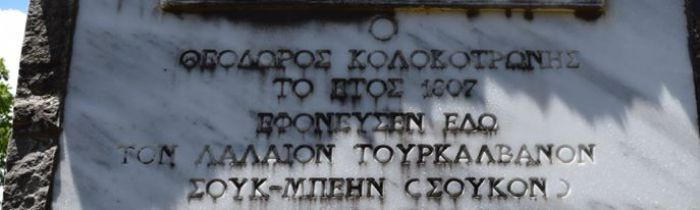 Ο
ΘΕΟΔΩΡΟΣ ΚΟΛΟΚΟΤΡΩΝΗΣ
ΤΟ ΕΤΟΣ 1807
ΕΦΟΝΕΥΣΕΝ ΕΔΩ
ΤΟΝ ΛΑΛΑΙΟΝ ΤΟΥΡΚΑΛΒΑΝΟΝ
ΣΟΥΚ-ΜΠΕΗΝ (ΣΟΥΚΟΝ)